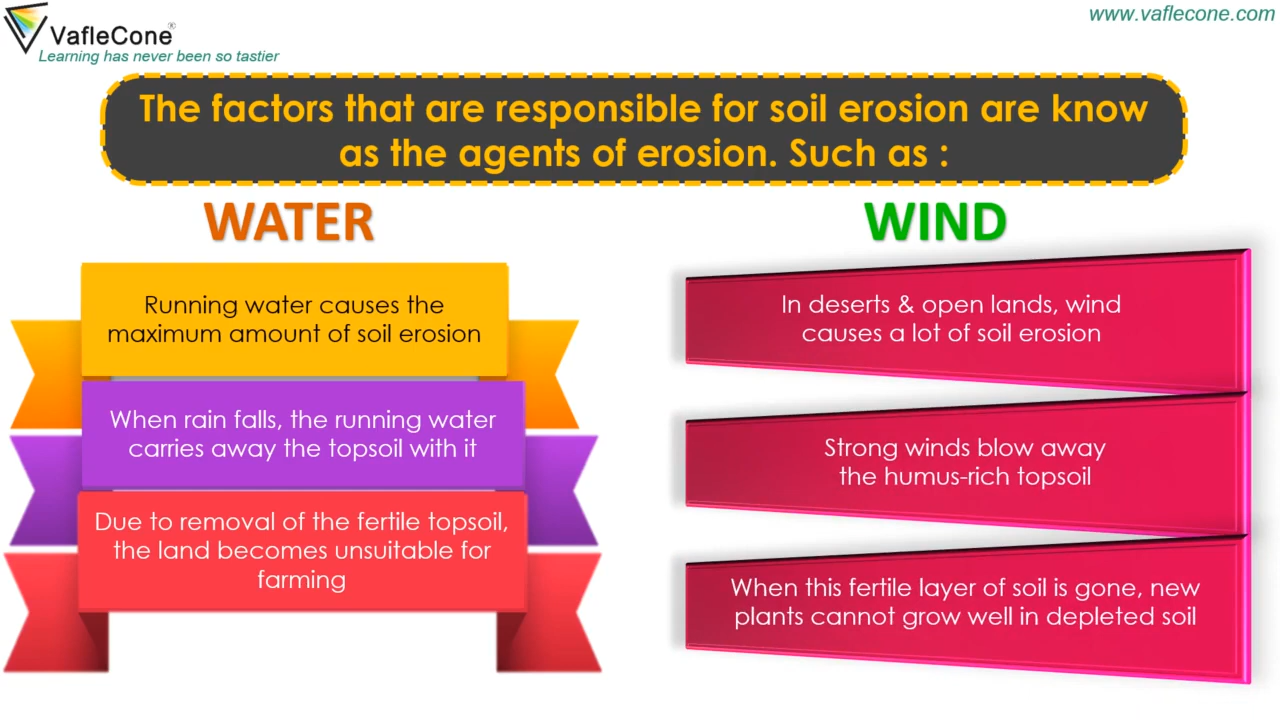 VafleCone®
Learning has never been so tastier
www.vaflecone.com
The factors that are responsible for soil erosion are know
as the agents of erosion. Such as :
WATER
Running water causes the
maximum amount of soil erosion
When rain falls, the running water
carries away the topsoil with it
Due to removal of the fertile topsoil,
the land becomes unsuitable for
farming
WIND
In deserts & open lands, wind
causes a lot of soil erosion
Strong winds blow away
the humus-rich topsoil
When this fertile layer of soil is gone, new
plants cannot grow well in depleted soil